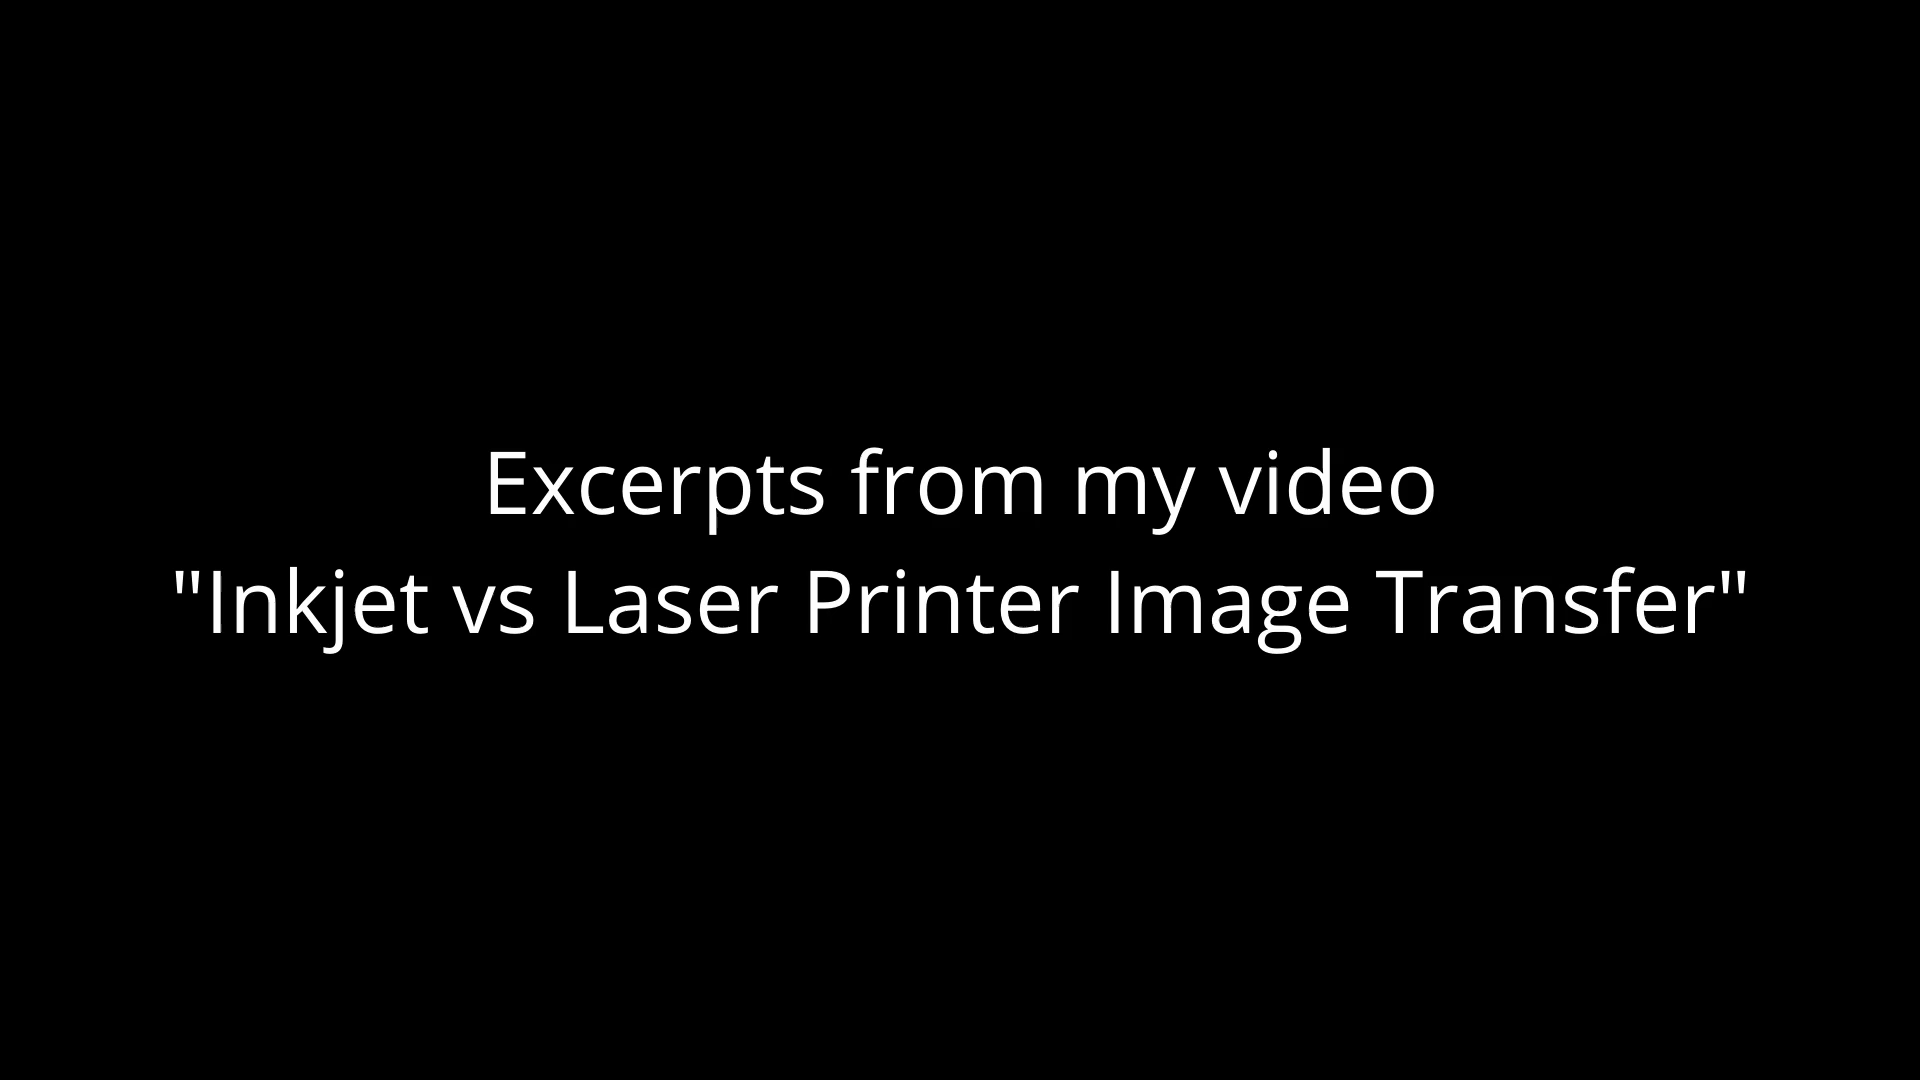 Excerpts from my video
"Inkjet vs Laser Printer Image Transfer"